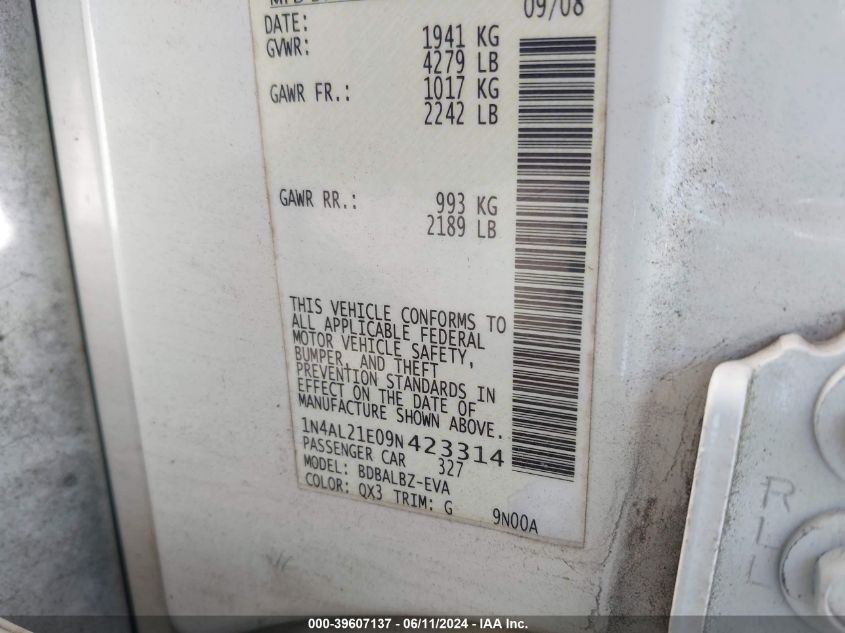 09/08
DATE:
GVWR: 1941 KG
4279 LB
GAWR FR.: 1017 KG
2242 LB
GAWR RR.: 993 KG
2189 LB
THIS VEHICLE CONFORMS TO
ALL APPLICABLE FEDERAL
MOTOR VEHICLE SAFETY,
BUMPER, AND THEFT
PREVENTION STANDARDS IN
EFFECT ON THE DATE OF
MANUFACTURE SHOWN ABOVE.
1N4AL21E09N423314
PASSENGER CAR 327
MODEL: BDBALBZ-EVA
COLOR: QX3 TRIM: G 9N00A
RLL
000-39607137 - 06/11/2024 - IAA Inc.